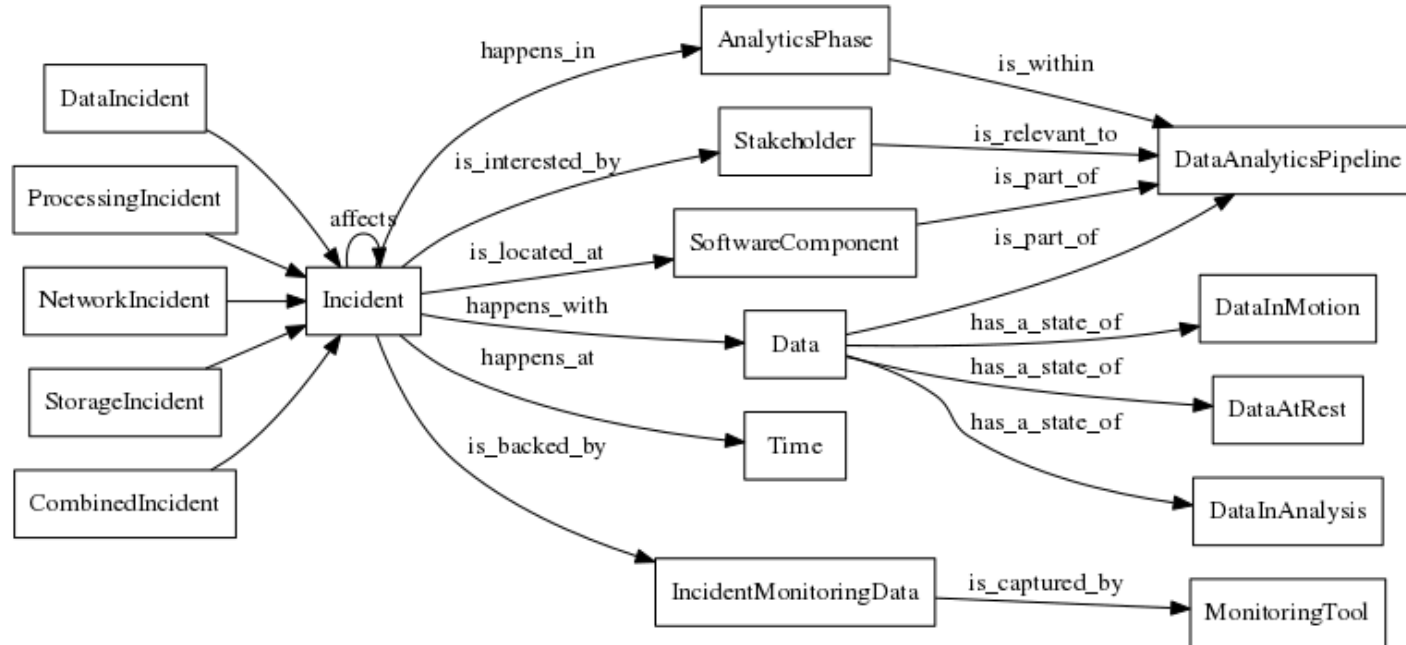 AnalyticsPhase
happens_in
is_within
DataIncident
Stakeholder
is_relevant_to
DataAnalyticsPipeline
is_interested_by
is_part_of
ProcessingIncident
affects
SoftwareComponent
is_part_of
is_located_at
NetworkIncident
Incident
happens_with
DataInMotion
has_a_state_of
Data
happens_at
has_a_state_of
StorageIncident
DataAtRest
has_a_state_of
Time
is_backed_by
CombinedIncident
DataInAnalysis
IncidentMonitoringData
is_captured_by
MonitoringTool